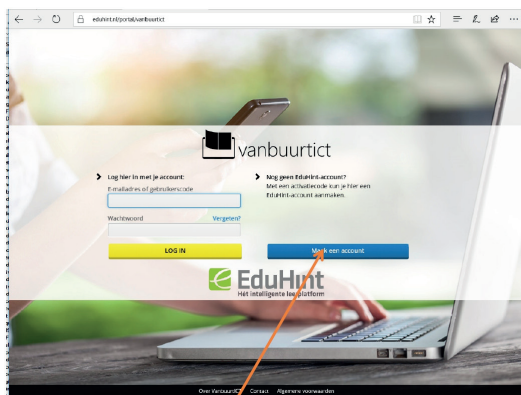 eduhint.nl/portal/vanbuurtict
vanbuurtict
Log hier in met je account:
E-mailadres of gebruikerscode
Wachtwoord Vergeten?
LOG IN
Nog geen EduHint-account?
Met een activatiecode kun je hier een
EduHint-account aanmaken.
Maak een account
EduHint
Hét intelligente leerplatform
Over VanbuurtICT Contact Algemene voorwaarden